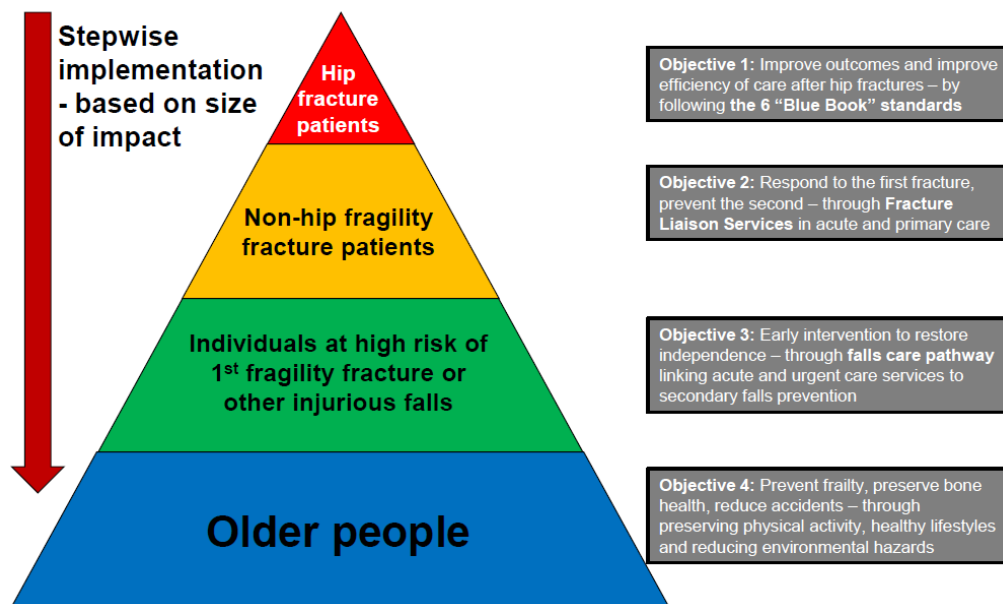 Stepwise
implementation
- based on size
of impact
Hip
fracture
patients
Objective 1: Improve outcomes and improve
efficiency of care after hip fractures – by
following the 6 “Blue Book” standards
Non-hip fragility
fracture patients
Objective 2: Respond to the first fracture,
prevent the second – through Fracture
Liaison Services in acute and primary care
Individuals at high risk of
1st fragility fracture or
other injurious falls
Objective 3: Early intervention to restore
independence – through falls care pathway
linking acute and urgent care services to
secondary falls prevention
Older people
Objective 4: Prevent frailty, preserve bone
health, reduce accidents – through
preserving physical activity, healthy lifestyles
and reducing environmental hazards